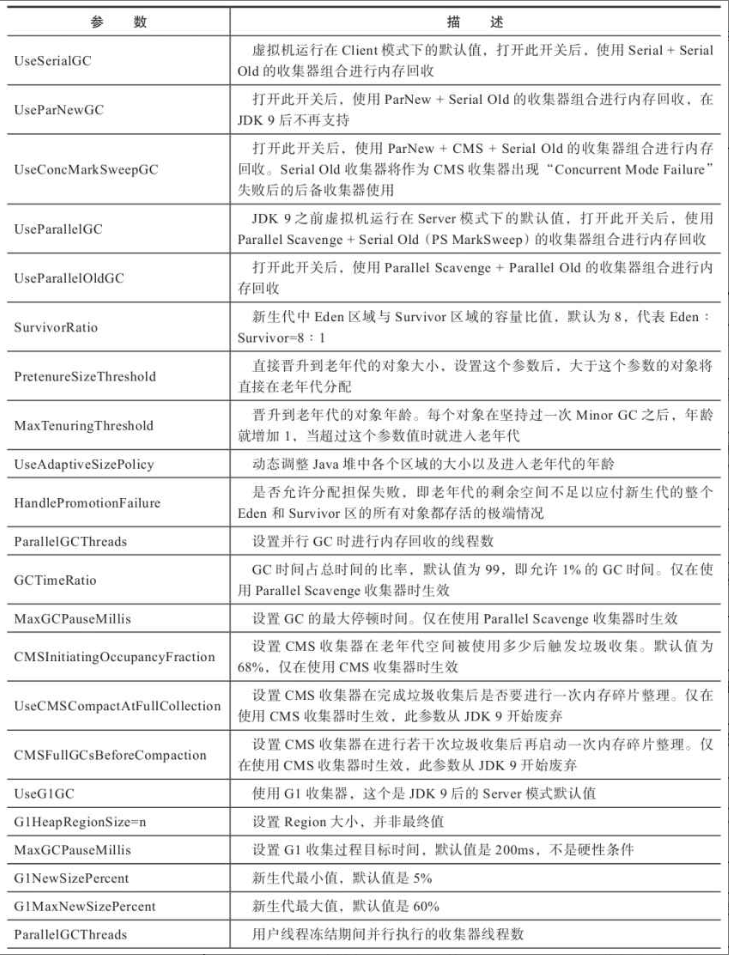 参 数 描 述
UseSerialGC
虚拟机运行在 Client 模式下的默认值，打开此开关后，使用 Serial + Serial
Old 的收集器组合进行内存回收
UseParNewGC
打开此开关后，使用 ParNew + Serial Old 的收集器组合进行内存回收，在
JDK 9 后不再支持
UseConcMarkSweepGC
打开此开关后，使用 ParNew + CMS + Serial Old 的收集器组合进行内存
回收。Serial Old 收集器将作为 CMS 收集器出现“Concurrent Mode Failure”
失败后的后备收集器使用
UseParallelGC
JDK 9 之前虚拟机运行在 Server 模式下的默认值，打开此开关后，使用
Parallel Scavenge + Serial Old（PS MarkSweep）的收集器组合进行内存回收
UseParallelOldGC
打开此开关后，使用 Parallel Scavenge + Parallel Old 的收集器组合进行内
存回收
SurvivorRatio
新生代中 Eden 区域与 Survivor 区域的容量比值，默认为 8，代表 Eden：
Survivor=8：1
PretenureSizeThreshold
直接晋升到老年代的对象大小，设置这个参数后，大于这个参数的对象将
直接在老年代分配
MaxTenuringThreshold
晋升到老年代的对象年龄。每个对象在坚持过一次 Minor GC 之后，年龄
就增加 1，当超过这个参数值时就进入老年代
UseAdaptiveSizePolicy
动态调整 Java 堆中各个区域的大小以及进入老年代的年龄
HandlePromotionFailure
是否允许分配担保失败，即老年代的剩余空间不足以应付新生代的整个
Eden 和 Survivor 区的所有对象都存活的极端情况
ParallelGCThreads
设置并行 GC 时进行内存回收的线程数
GCTimeRatio
GC 时间占总时间的比率，默认值为 99，即允许 1% 的 GC 时间。仅在使
用 Parallel Scavenge 收集器时生效
MaxGCPauseMillis
设置 GC 的最大停顿时间。仅在使用 Parallel Scavenge 收集器时生效
CMSInitiatingOccupancyFraction
设置 CMS 收集器在老年代空间被使用多少后触发垃圾收集。默认值为
68%，仅在使用 CMS 收集器时生效
UseCMSCompactAtFullCollection
设置 CMS 收集器在完成垃圾收集后是否要进行一次内存碎片整理。仅在
使用 CMS 收集器时生效，此参数从 JDK 9 开始废弃
CMSFullGCsBeforeCompaction
设置 CMS 收集器在进行若干次垃圾收集后再启动一次内存碎片整理。仅
在使用 CMS 收集器时生效，此参数从 JDK 9 开始废弃
UseG1GC
使用 G1 收集器，这个是 JDK 9 后的 Server 模式默认值
G1HeapRegionSize=n
设置 Region 大小，并非最终值
MaxGCPauseMillis
设置 G1 收集过程目标时间，默认值是 200ms，不是硬性条件
G1NewSizePercent
新生代最小值，默认值是 5%
G1MaxNewSizePercent
新生代最大值，默认值是 60%
ParallelGCThreads
用户线程冻结期间并行执行的收集器线程数